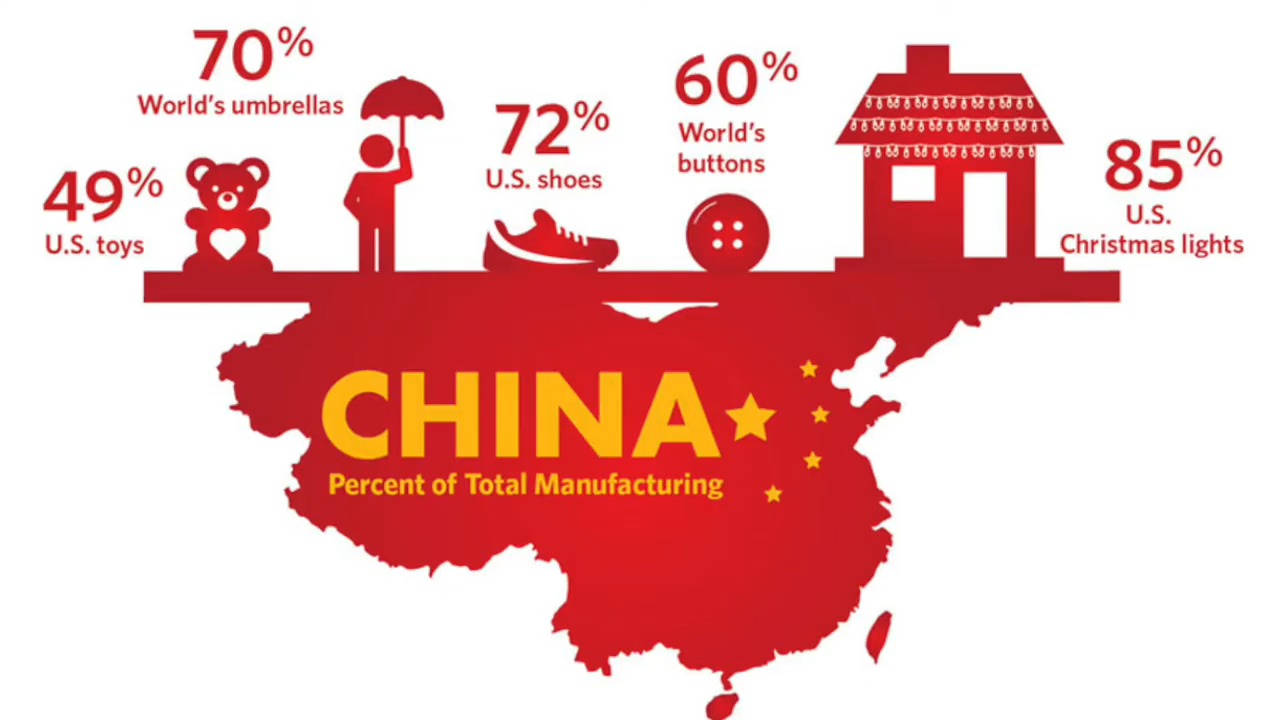 49%
U.S. toys
70%
World's umbrellas
72%
U.S. shoes
60%
World's
buttons
85%
U.S.
Christmas lights
CHINA
Percent of Total Manufacturing